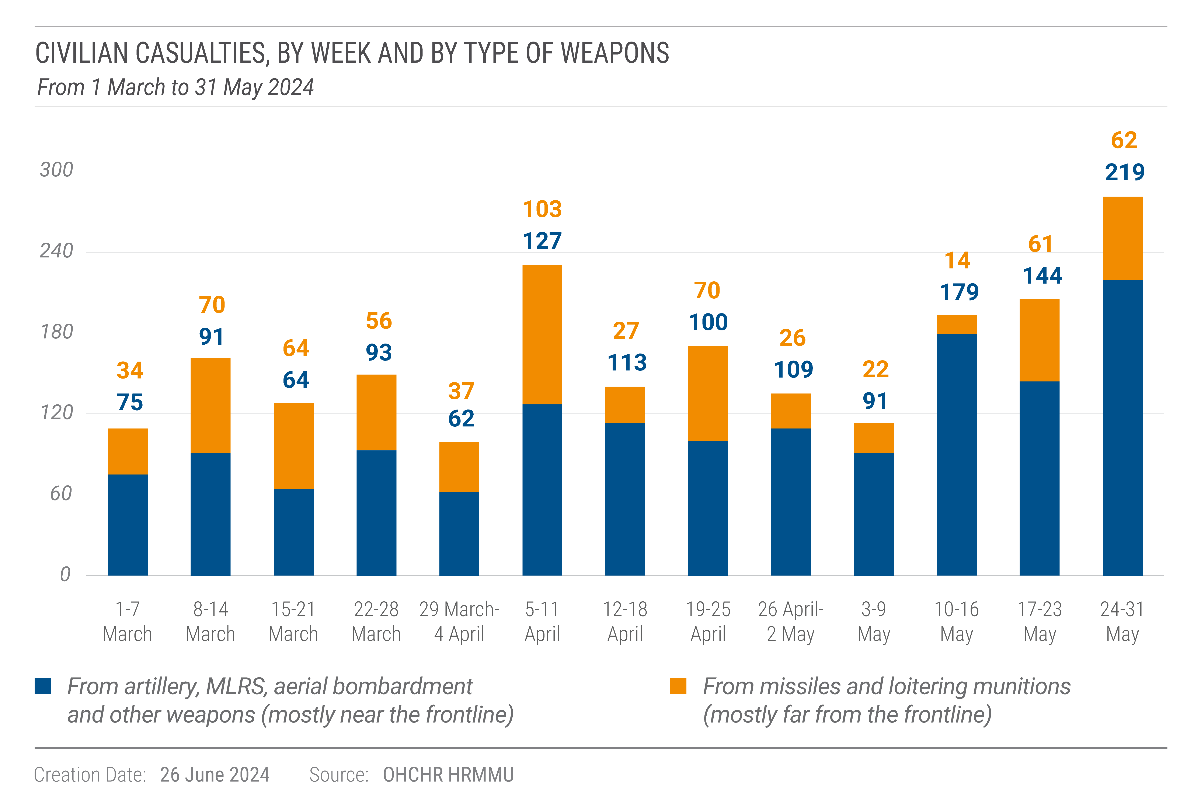 CIVILIAN CASUALTIES, BY WEEK AND BY TYPE OF WEAPONS
From 1 March to 31 May 2024
300
240
180
120
60
0
34
75
70
91
64
64
56
93
37
62
103
127
27
113
70
100
26
109
22
91
14
179
61
144
62
219
1-7
March
8-14
March
15-21
March
22-28
March
29 March-
4 April
5-11
April
12-18
April
19-25
April
26 April-
2 May
3-9
May
10-16
May
17-23
May
24-31
May
From artillery, MLRS, aerial bombardment
and other weapons (mostly near the frontline)
From missiles and loitering munitions
(mostly far from the frontline)
Creation Date: 26 June 2024 Source: OHCHR HRMMU